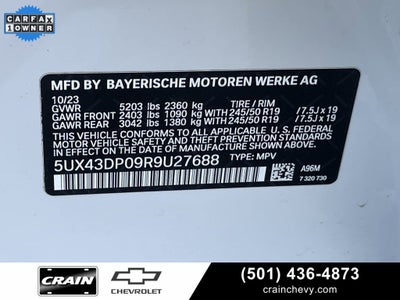 CARFAX
1
OWNER
MFD BY BAYERISCHE MOTOREN WERKE AG
10/23
GVWR 5203 lbs 2360 kg TIRE / RIM
GAWR FRONT 2403 lbs 1090 kg WITH 245/50 R19 /7.5J x 19
GAWR REAR 3042 lbs 1380 kg WITH 245/50 R19 /7.5J x 19
THIS VEHICLE CONFORMS TO ALL APPLICABLE
FEDERAL MOTOR VEHICLE SAFETY STANDARDS
IN EFFECT ON THE DATE OF MANUFACTURE
SHOWN ABOVE.
5UX43DP09R9U27688 TYPE: MPV
A96M
7 320 730
CRAIN
CHEVROLET
CHEVROLET
(501) 436-4873
crainchevy.com